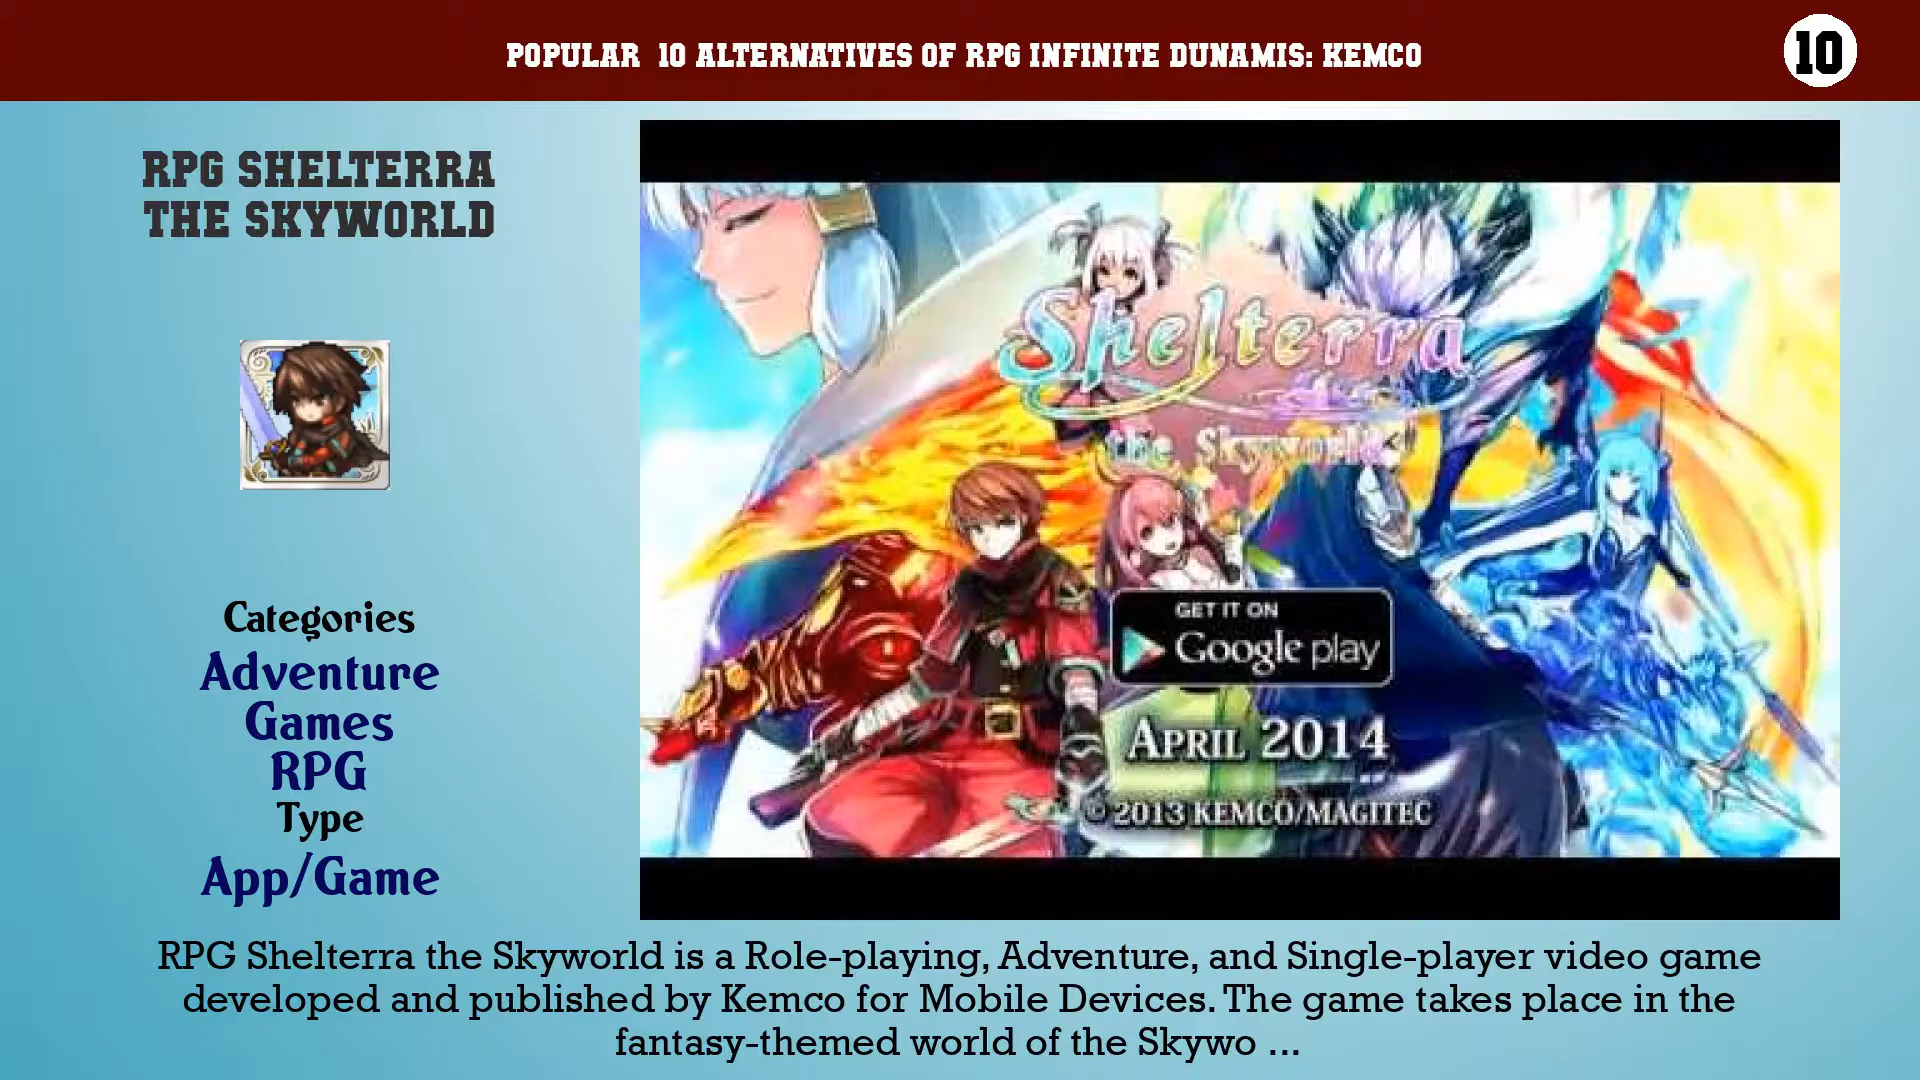 POPULAR 10 ALTERNATIVES OF RPG INFINITE DUNAMIS: KEMCO
10
RPG SHELTERRA
THE SKYWORLD
Shelterra
the Skyworld
GET IT ON
Google play
APRIL 2014
© 2013 KEMCO/MAGITEC
Categories
Adventure
Games
RPG
Type
App/Game
RPG Shelterra the Skyworld is a Role-playing, Adventure, and Single-player video game
developed and published by Kemco for Mobile Devices. The game takes place in the
fantasy-themed world of the Skywo ...